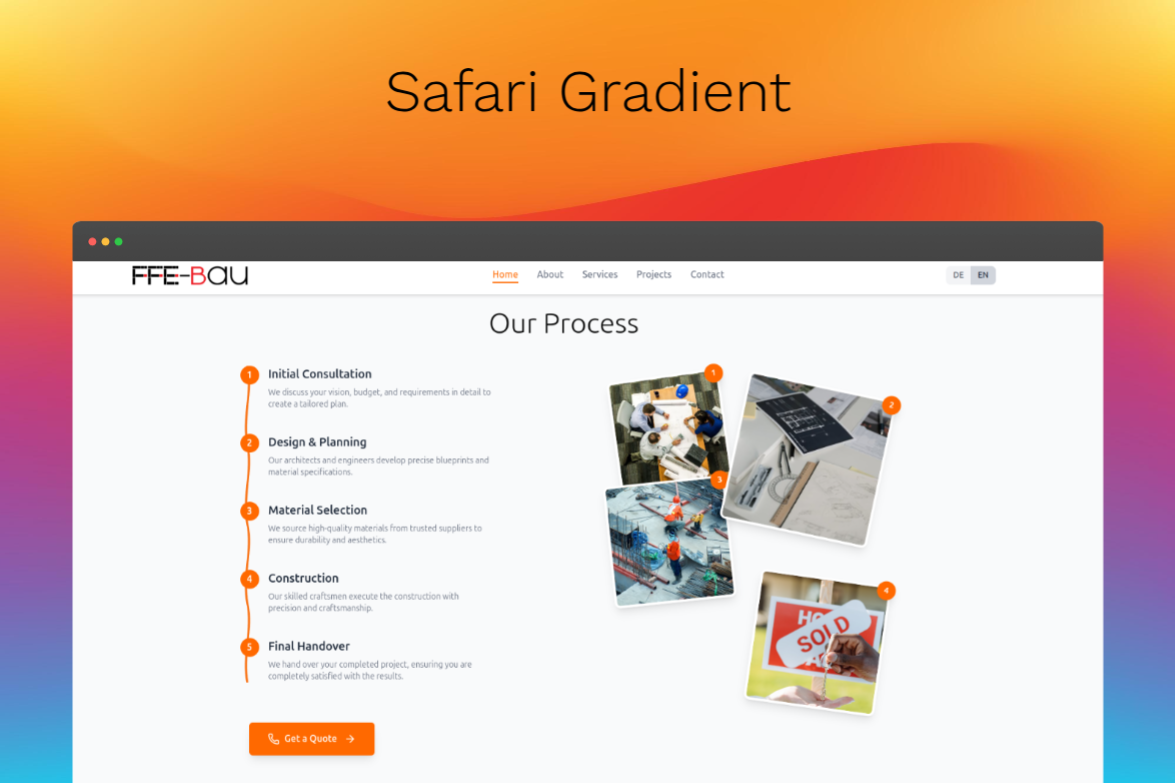 Safari Gradient
FFE-BAU
Home About Services Projects Contact
DE EN
Our Process
1 Initial Consultation
We discuss your vision, budget, and requirements in detail to
create a tailored plan.
2 Design & Planning
Our architects and engineers develop precise blueprints and
material specifications.
3 Material Selection
We source high-quality materials from trusted suppliers to
ensure durability and aesthetics.
4 Construction
Our skilled craftsmen execute the construction with
precision and craftsmanship.
5 Final Handover
We hand over your completed project, ensuring you are
completely satisfied with the results.
Get a Quote
1
2
3
4
SOLD